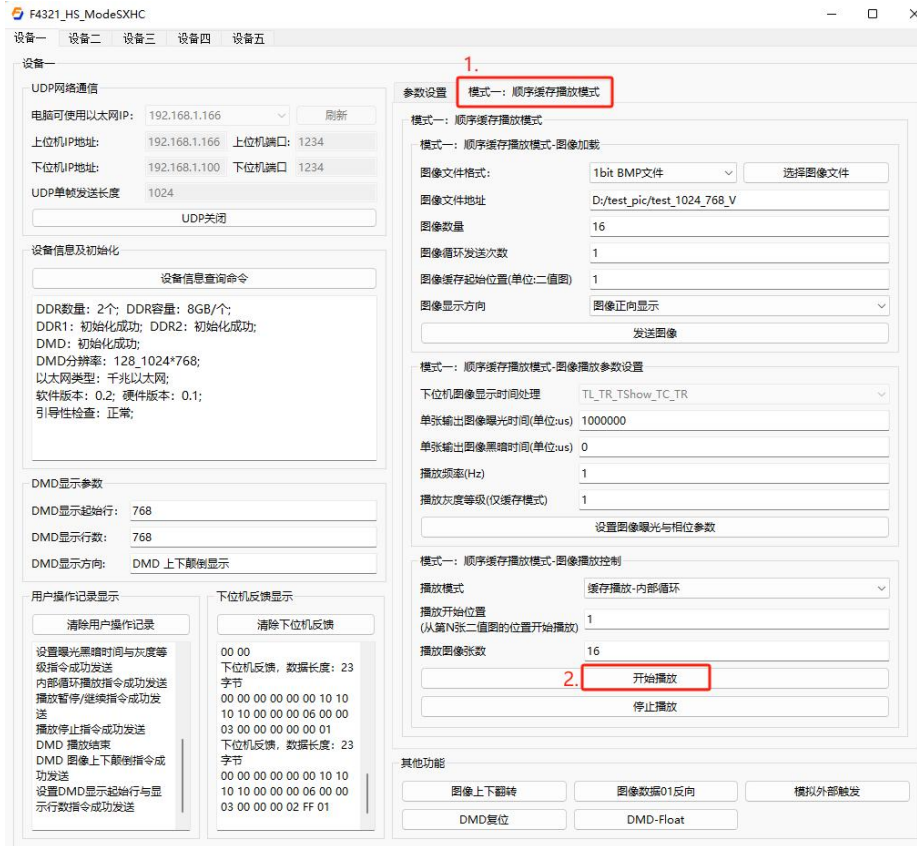 F4321_HS_ModeSXHC
设备一 设备二 设备三 设备四 设备五
设备一
UDP网络通信
电脑可使用以太网IP: 192.168.1.166 刷新
上位机IP地址: 192.168.1.166 上位机端口: 1234
下位机IP地址: 192.168.1.100 下位机端口 1234
UDP单帧发送长度 1024
UDP关闭
设备信息及初始化
设备信息查询命令
DDR数量: 2个; DDR容量: 8GB/个;
DDR1: 初始化成功; DDR2: 初始化成功;
DMD: 初始化成功;
DMD分辨率: 128_1024*768;
以太网类型: 千兆以太网;
软件版本: 0.2; 硬件版本: 0.1;
引导性检查: 正常;
DMD显示参数
DMD显示起始行: 768
DMD显示行数: 768
DMD显示方向: DMD 上下颠倒显示
用户操作记录显示
清除用户操作记录
设置曝光黑暗时间与灰度等
级指令成功发送
内部循环播放指令成功发送
播放暂停/继续指令成功发
送
播放停止指令成功发送
DMD 播放结束
DMD 图像上下颠倒指令成
功发送
设置DMD显示起始行与显
示行数指令成功发送
下位机反馈显示
清除下位机反馈
00 00
下位机反馈, 数据长度: 23
字节
00 00 00 00 00 00 10 10
10 10 00 00 00 06 00 00
03 00 00 00 00 00 01
下位机反馈, 数据长度: 23
字节
00 00 00 00 00 00 10 10
10 10 00 00 00 06 00 00
03 00 00 00 02 FF 01
1.
参数设置 模式一: 顺序缓存播放模式
模式一: 顺序缓存播放模式
模式一: 顺序缓存播放模式-图像加载
图像文件格式: 1bit BMP文件 选择图像文件
图像文件地址 D:/test_pic/test_1024_768_V
图像数量 16
图像循环发送次数 1
图像缓存起始位置(单位:二值图) 1
图像显示方向 图像正向显示
发送图像
模式一: 顺序缓存播放模式-图像播放参数设置
下位机图像显示时间处理 TL_TR_TShow_TC_TR
单张输出图像曝光时间(单位:us) 1000000
单张输出图像黑暗时间(单位:us) 0
播放频率(Hz) 1
播放灰度等级(仅缓存模式) 1
设置图像曝光与相位参数
模式一: 顺序缓存播放模式-图像播放控制
播放模式 缓存播放-内部循环
播放开始位置
(从第N张二值图的位置开始播放) 1
播放图像张数 16
2. 开始播放
停止播放
其他功能
图像上下翻转 图像数据01反向 模拟外部触发
DMD复位 DMD-Float